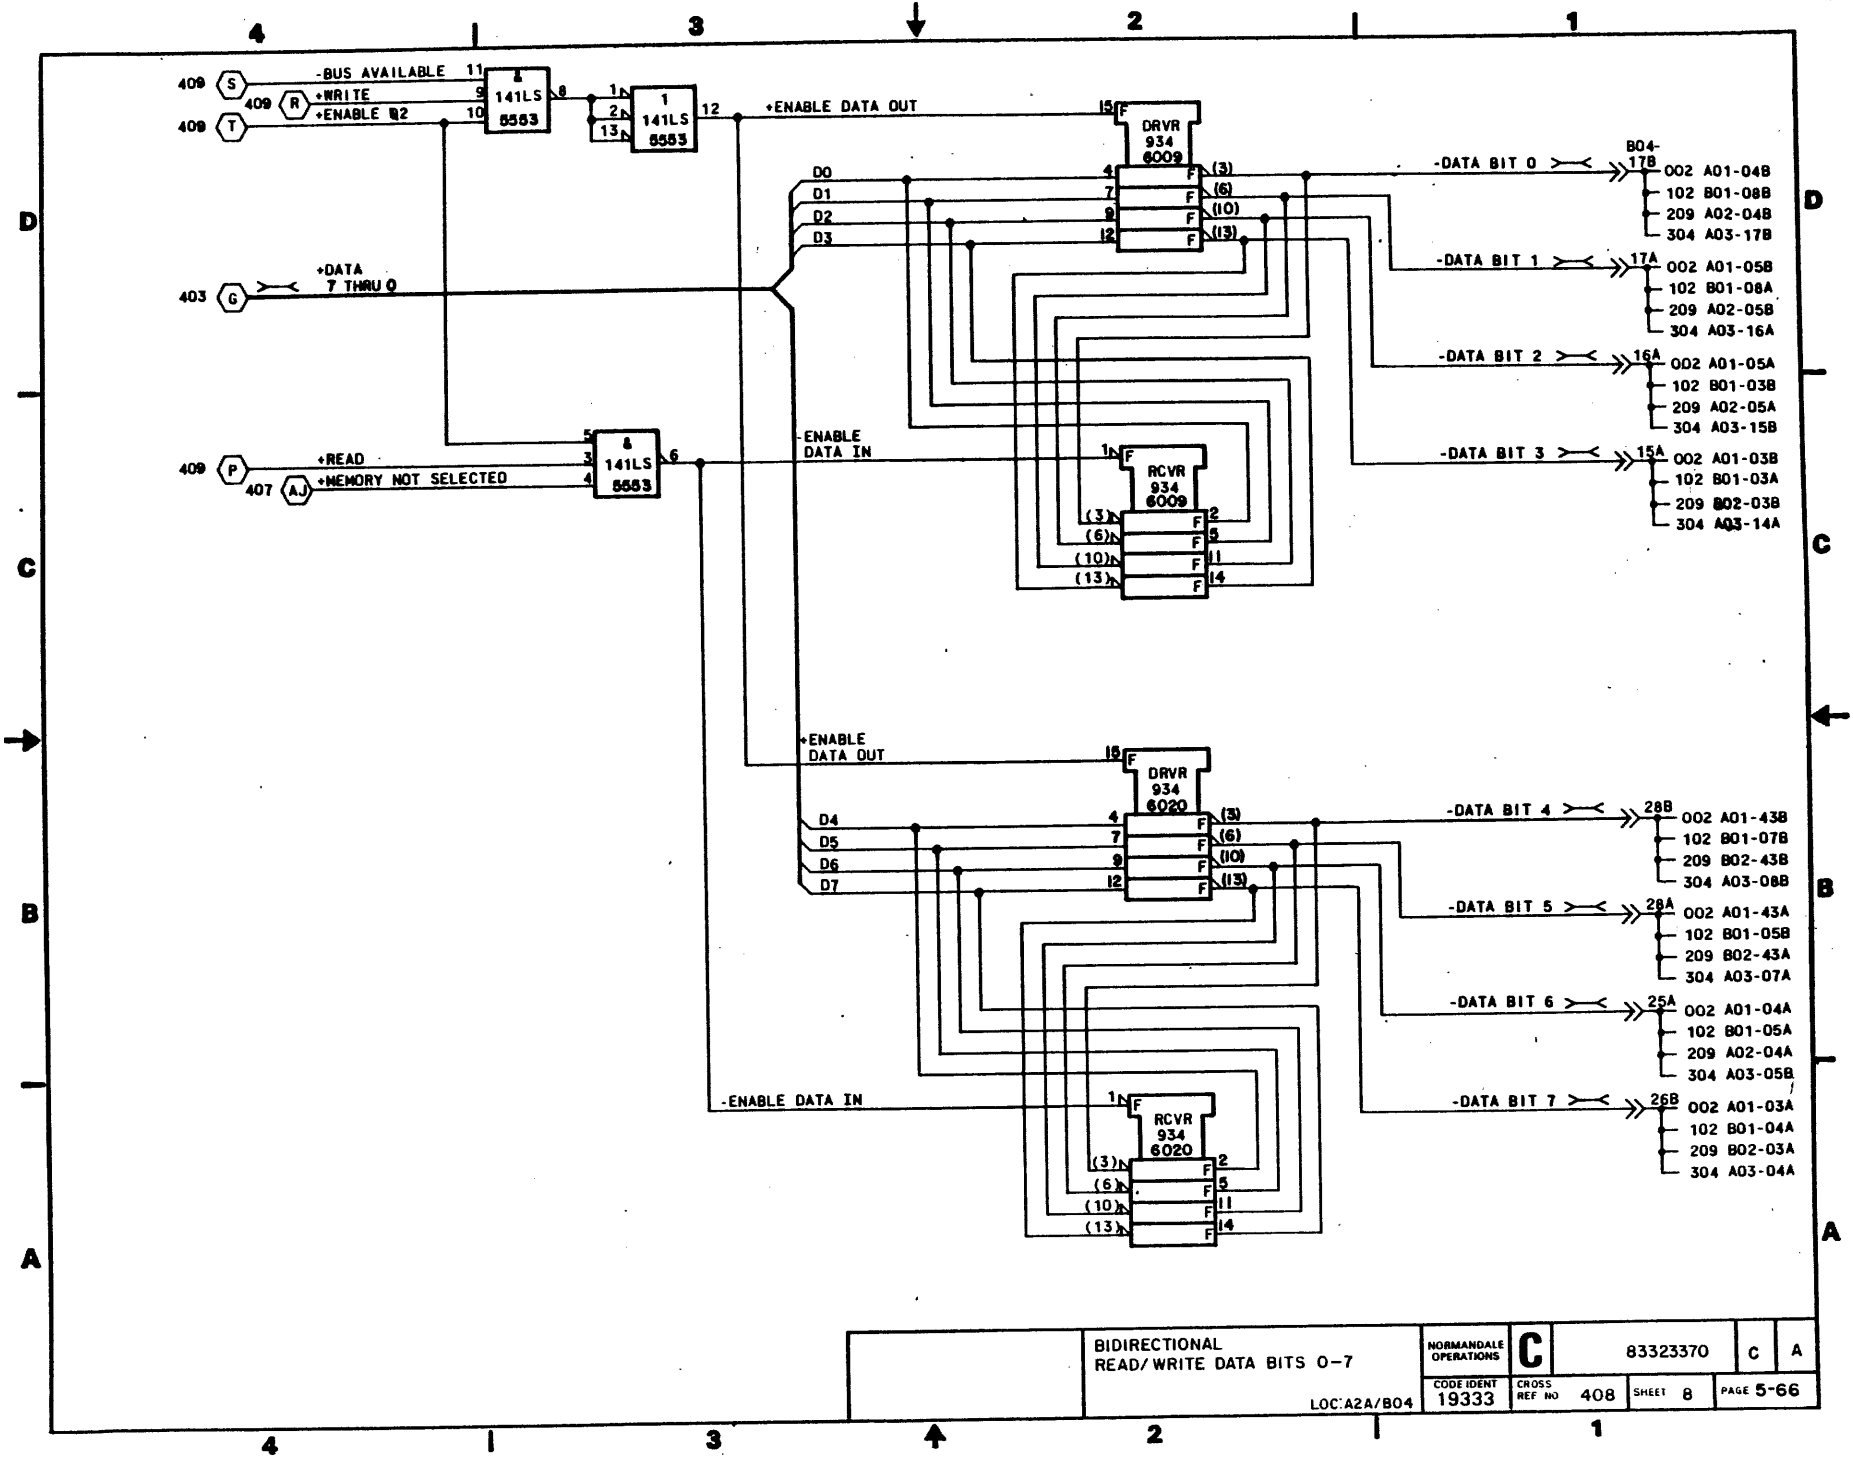 4 3 2 1
409 S -BUS AVAILABLE 11
409 R +WRITE 9
409 T +ENABLE Φ2 10
&
141LS
5553
8
1
2
13
1
141LS
5553
12
+ENABLE DATA OUT
15 F
DRVR
934
6009
D0 4 F (3)
D1 7 F (6)
D2 9 F (10)
D3 12 F (13)
B04-
-DATA BIT 0 17B 002 A01-04B
102 B01-08B
209 A02-04B
304 A03-17B
D D
-DATA BIT 1 17A 002 A01-05B
102 B01-08A
209 A02-05B
304 A03-16A
403 G +DATA
7 THRU 0
-DATA BIT 2 16A 002 A01-05A
102 B01-03B
209 A02-05A
304 A03-15B
-DATA BIT 3 15A 002 A01-03B
102 B01-03A
209 B02-03B
304 A03-14A
5
409 P +READ 3
407 AJ +MEMORY NOT SELECTED 4
&
141LS
5553
6
-ENABLE
DATA IN
1 F
RCVR
934
6009
(3) F 2
(6) F 5
(10) F 11
(13) F 14
C C
+ENABLE
DATA OUT
15 F
DRVR
934
6020
D4 4 F (3)
D5 7 F (6)
D6 9 F (10)
D7 12 F (13)
-DATA BIT 4 28B 002 A01-43B
102 B01-07B
209 B02-43B
304 A03-08B
B B
-DATA BIT 5 28A 002 A01-43A
102 B01-05B
209 B02-43A
304 A03-07A
-DATA BIT 6 25A 002 A01-04A
102 B01-05A
209 A02-04A
304 A03-05B
-DATA BIT 7 26B 002 A01-03A
102 B01-04A
209 B02-03A
304 A03-04A
-ENABLE DATA IN
1 F
RCVR
934
6020
(3) F 2
(6) F 5
(10) F 11
(13) F 14
A A
BIDIRECTIONAL
READ/WRITE DATA BITS 0-7
LOC:A2A/B04
NORMANDALE
OPERATIONS
C
83323370
C
A
CODE IDENT
19333
CROSS
REF NO 408
SHEET 8
PAGE 5-66
4 3 2 1